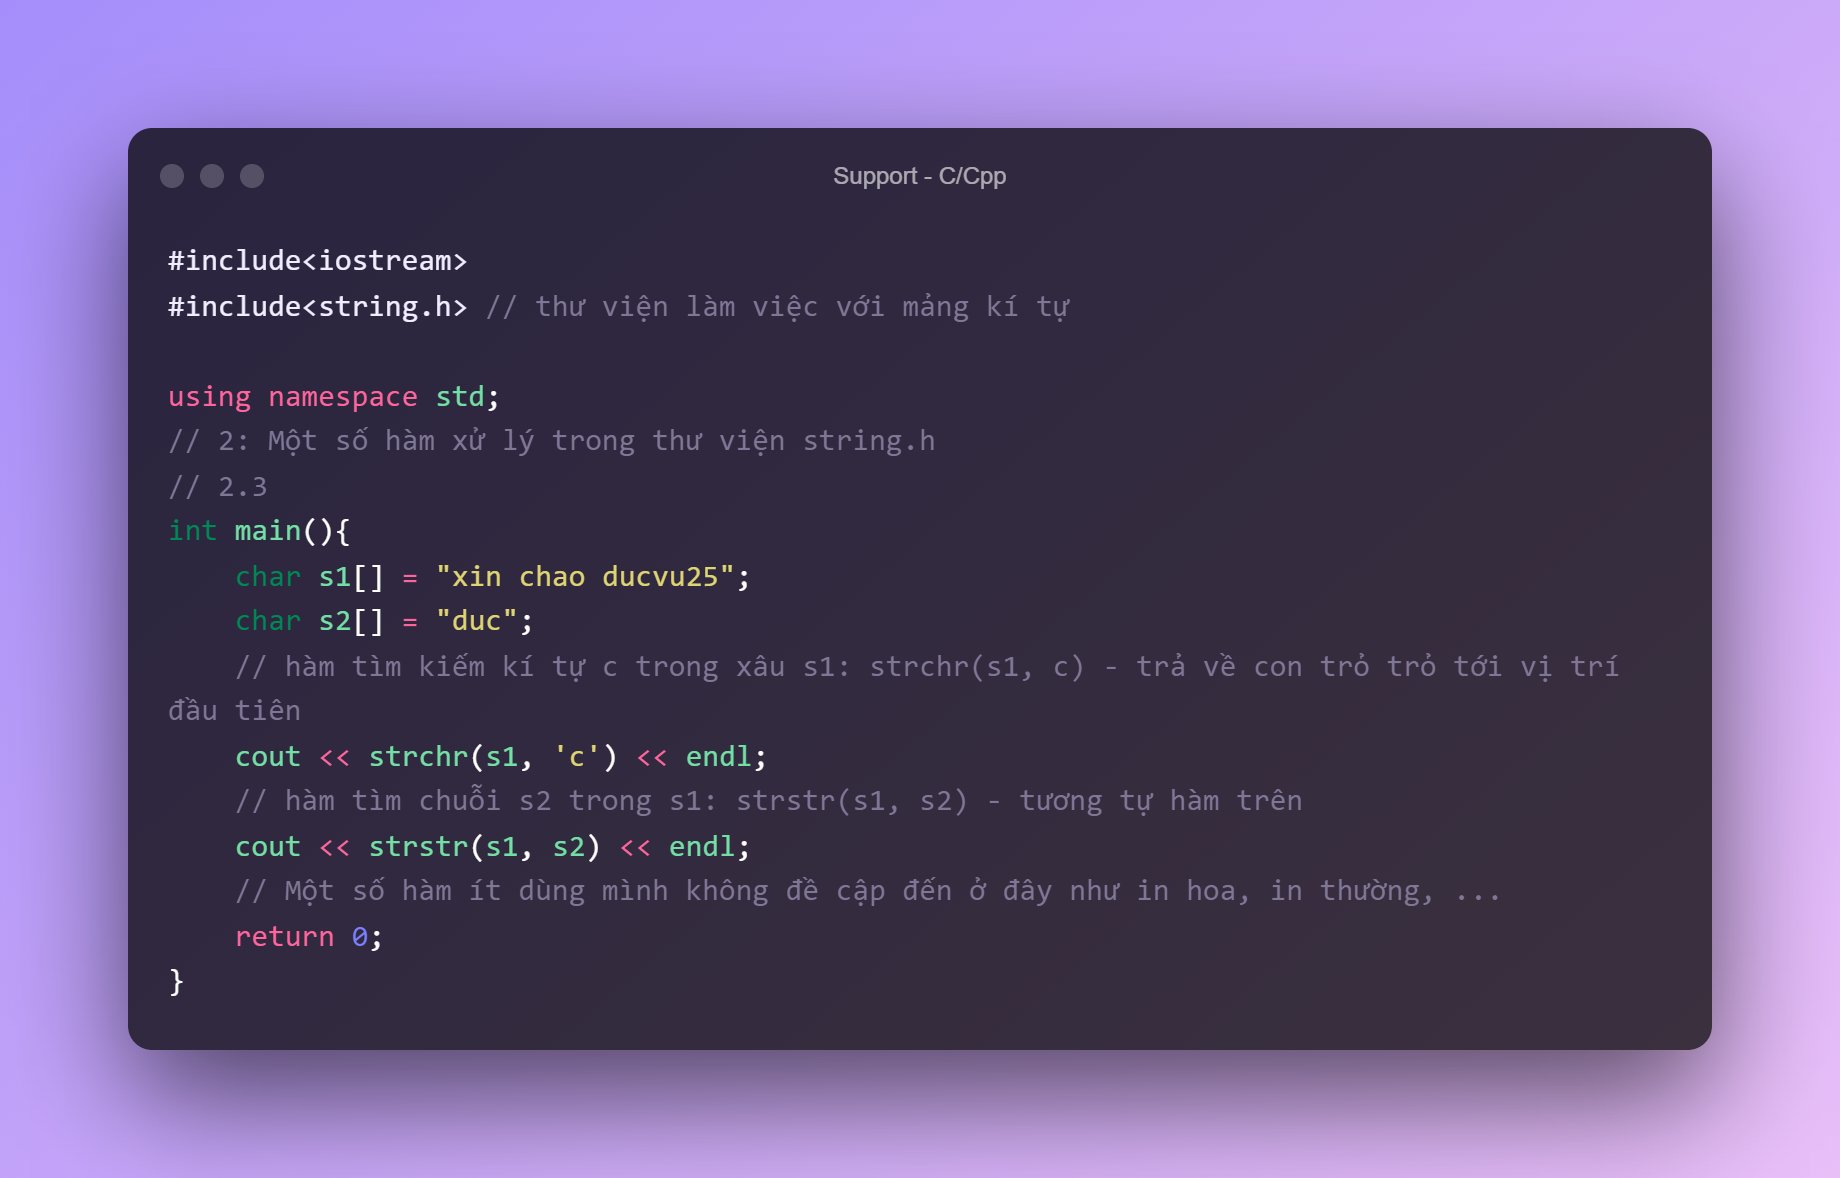 Support - C/Cpp
#include<iostream>
#include<string.h> // thư viện làm việc với mảng kí tự
using namespace std;
// 2: Một số hàm xử lý trong thư viện string.h
// 2.3
int main(){
    char s1[] = "xin chao ducvu25";
    char s2[] = "duc";
    // hàm tìm kiếm kí tự c trong xâu s1: strchr(s1, c) - trả về con trỏ trỏ tới vị trí
đầu tiên
    cout << strchr(s1, 'c') << endl;
    // hàm tìm chuỗi s2 trong s1: strstr(s1, s2) - tương tự hàm trên
    cout << strstr(s1, s2) << endl;
    // Một số hàm ít dùng mình không đề cập đến ở đây như in hoa, in thường, ...
    return 0;
}